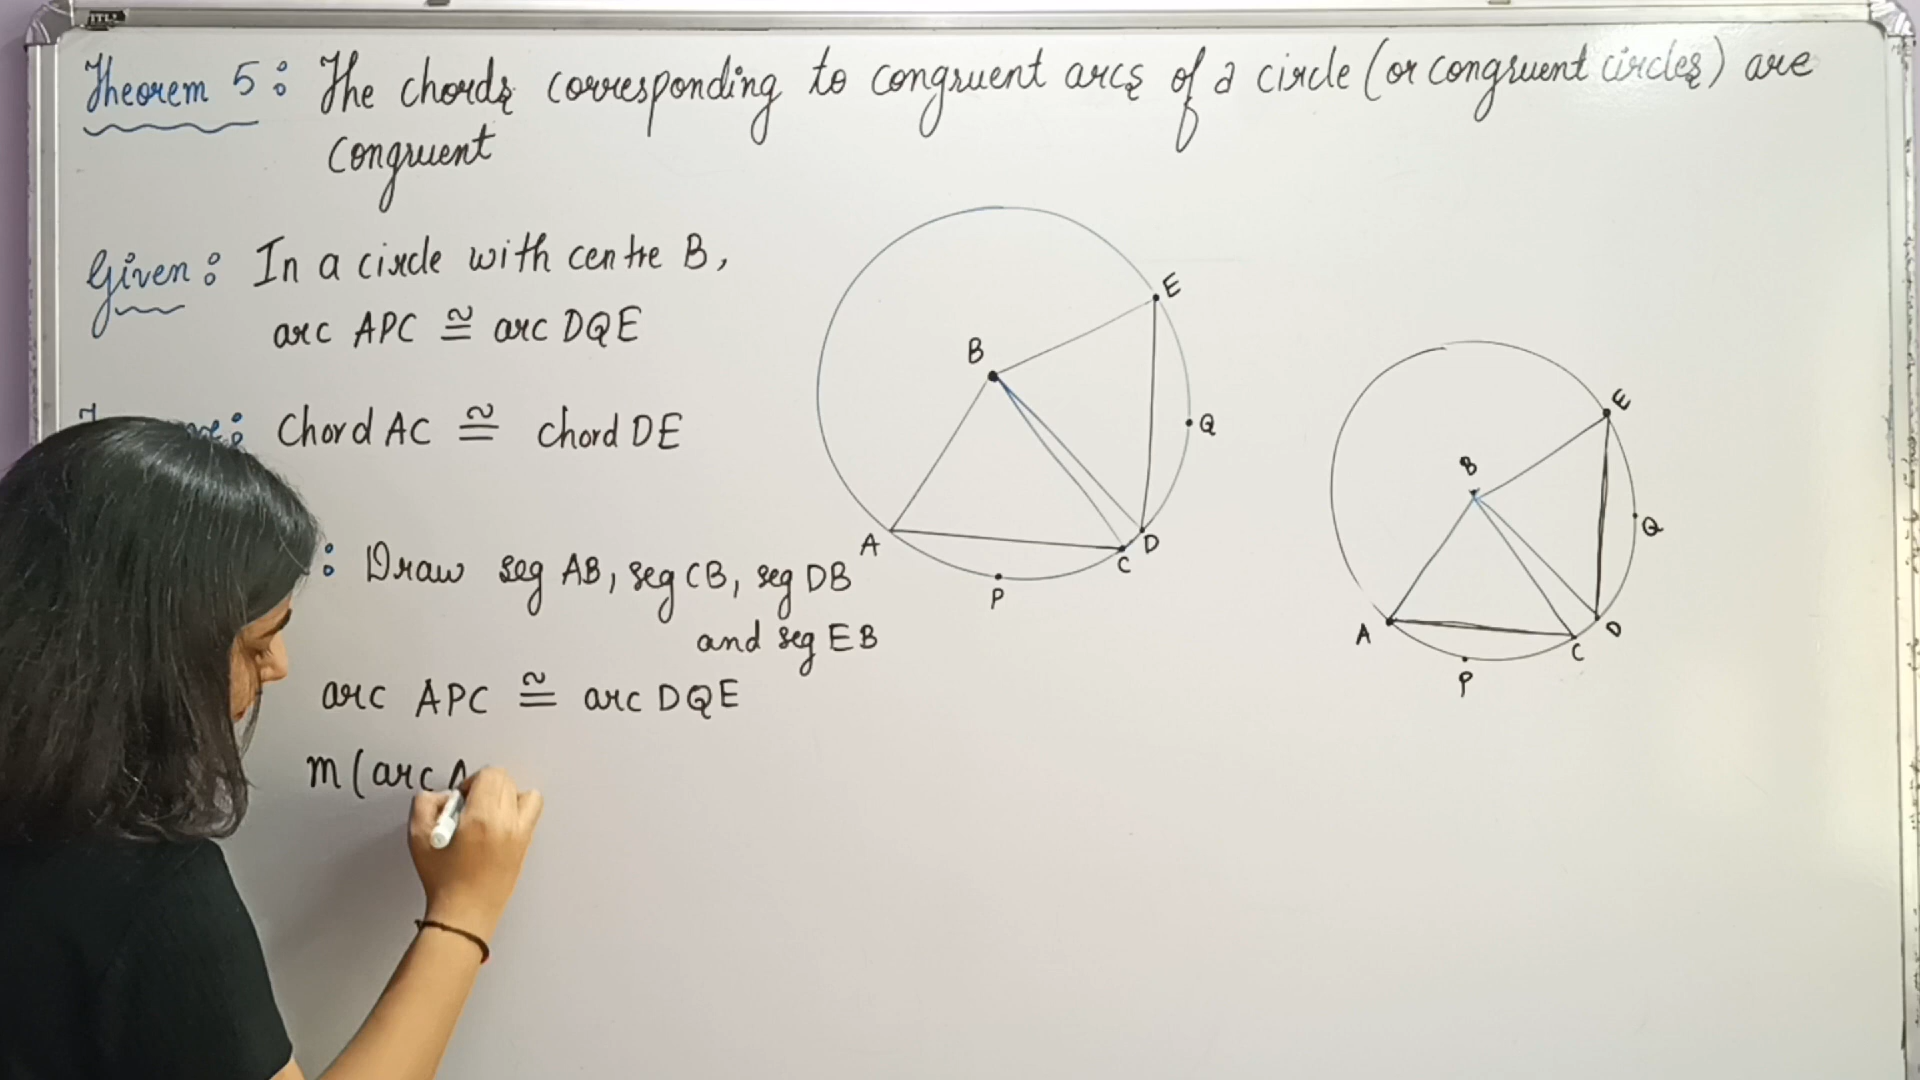 Theorem 5: The chords corresponding to congruent arcs of a circle (or congruent circles) are
congruent
Given: In a circle with centre B,
arc APC ≅ arc DQE
Chord AC ≅ chord DE
: Draw seg AB, seg CB, seg DB
and seg EB
arc APC ≅ arc DQE
m(arc A
E
B
Q
A
D
C
P
E
B
Q
A
D
C
P